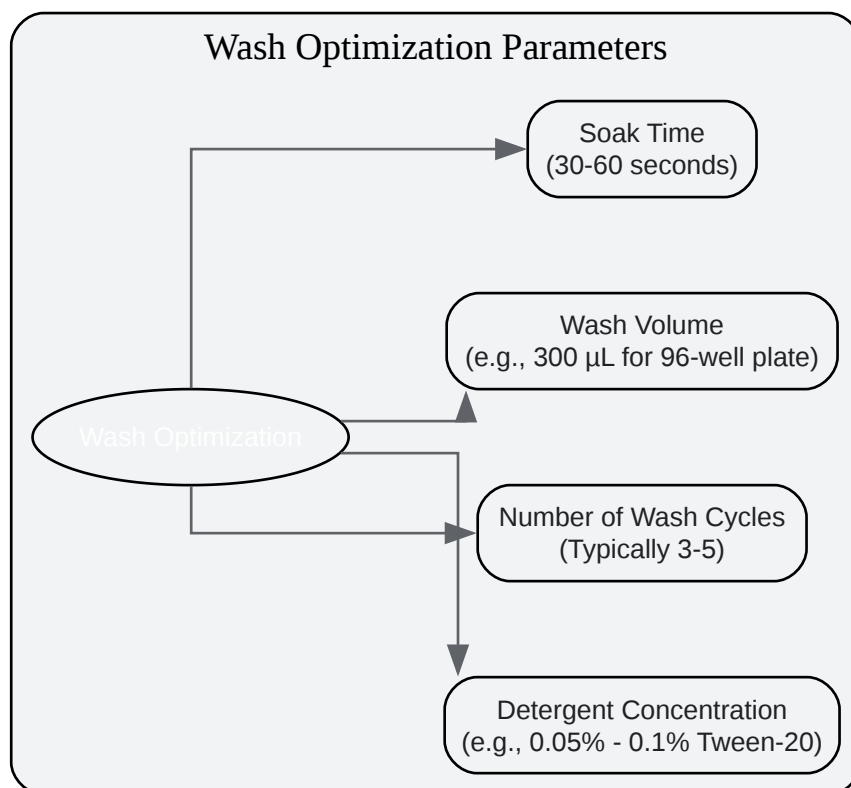 Wash Optimization Parameters
Soak Time
(30-60 seconds)
Wash Volume
(e.g., 300 µL for 96-well plate)
Wash Optimization
Number of Wash Cycles
(Typically 3-5)
Detergent Concentration
(e.g., 0.05% - 0.1% Tween-20)